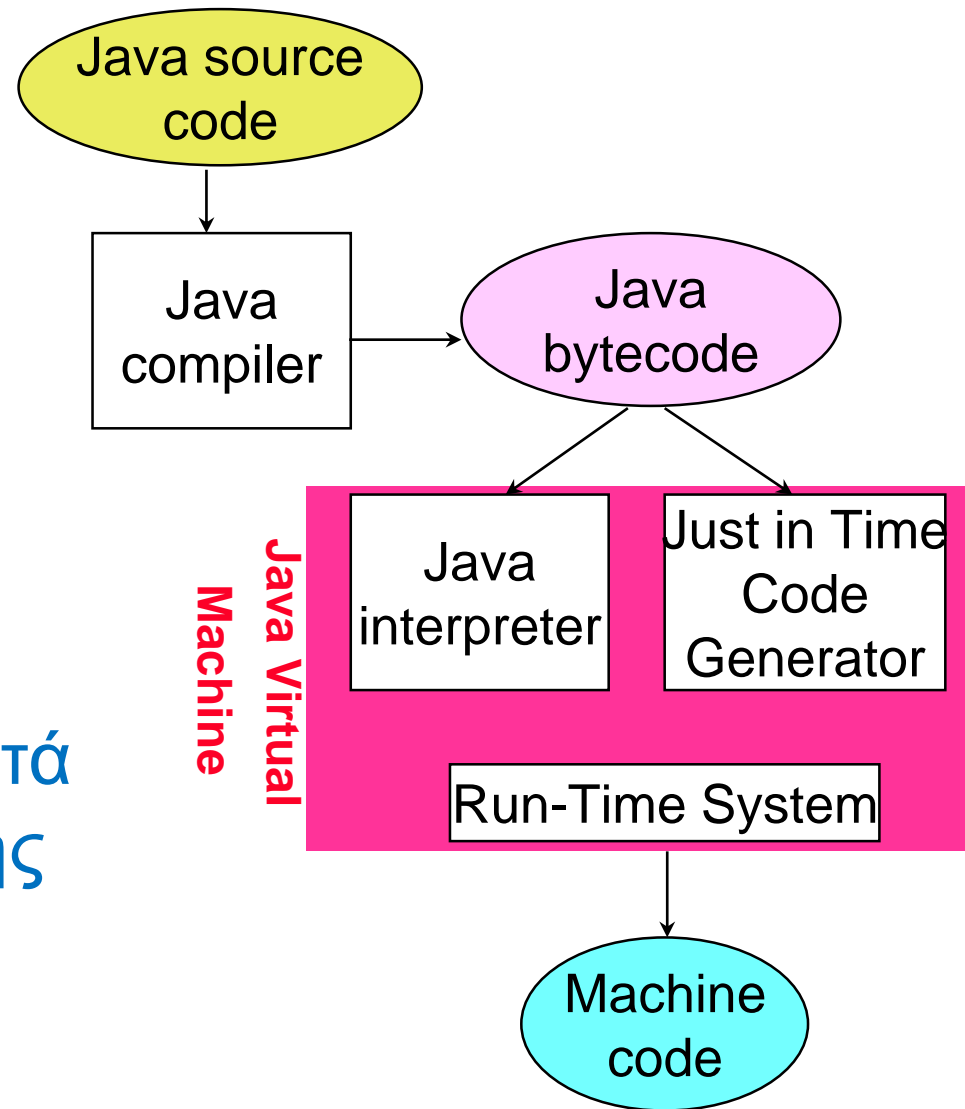 Java source
code
Java
compiler
Java
bytecode
Java Virtual
Machine
Java
interpreter
Just in Time
Code
Generator
Run-Time System
Machine
code